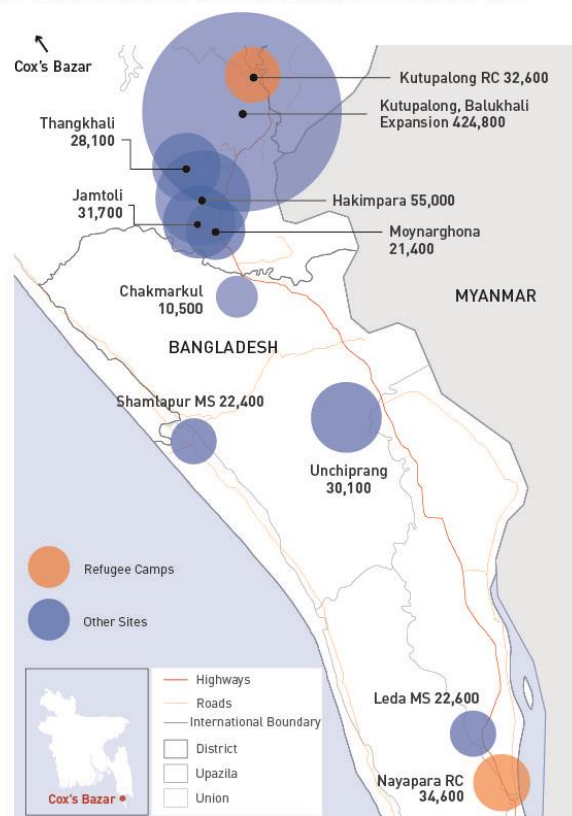 Cox's Bazar
Kutupalong RC 32,600
Kutupalong, Balukhali
Expansion 424,800
Thangkhali
28,100
Jamtoli
31,700
Hakimpara 55,000
Moynarghona
21,400
Chakmarkul
10,500
MYANMAR
BANGLADESH
Shamlapur MS 22,400
Unchiprang
30,100
Refugee Camps
Other Sites
Highways
Roads
International Boundary
District
Upazila
Union
Cox's Bazar
Leda MS 22,600
Nayapara RC
34,600